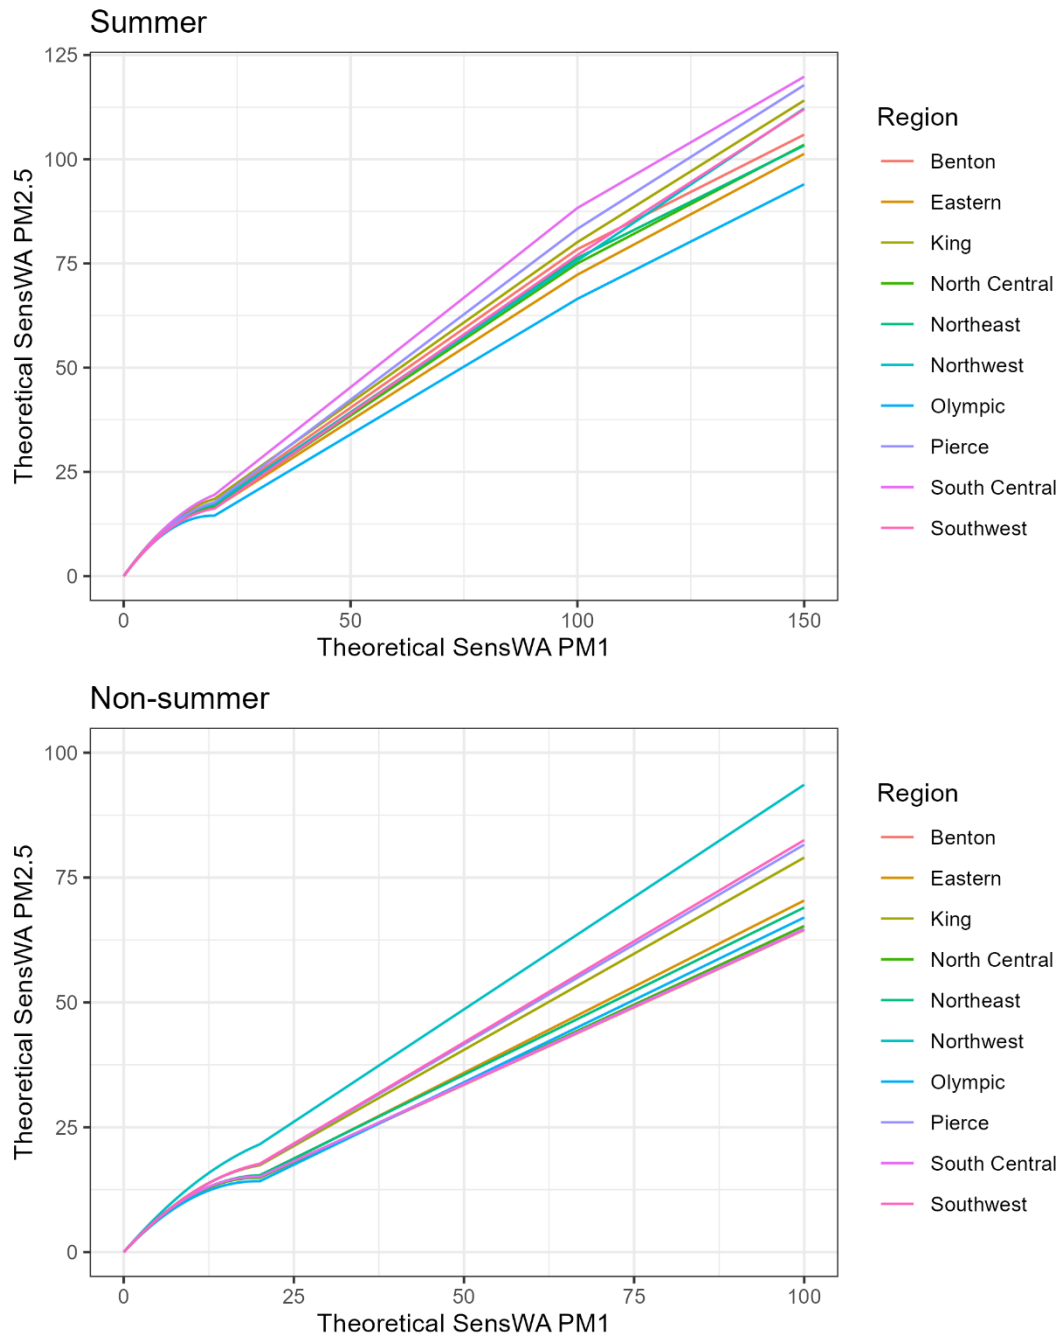 Summer
Theoretical SensWA PM2.5
125
100
75
50
25
0
0 50 100 150
Theoretical SensWA PM1
Region
Benton
Eastern
King
North Central
Northeast
Northwest
Olympic
Pierce
South Central
Southwest
Non-summer
Theoretical SensWA PM2.5
100
75
50
25
0
0 25 50 75 100
Theoretical SensWA PM1
Region
Benton
Eastern
King
North Central
Northeast
Northwest
Olympic
Pierce
South Central
Southwest